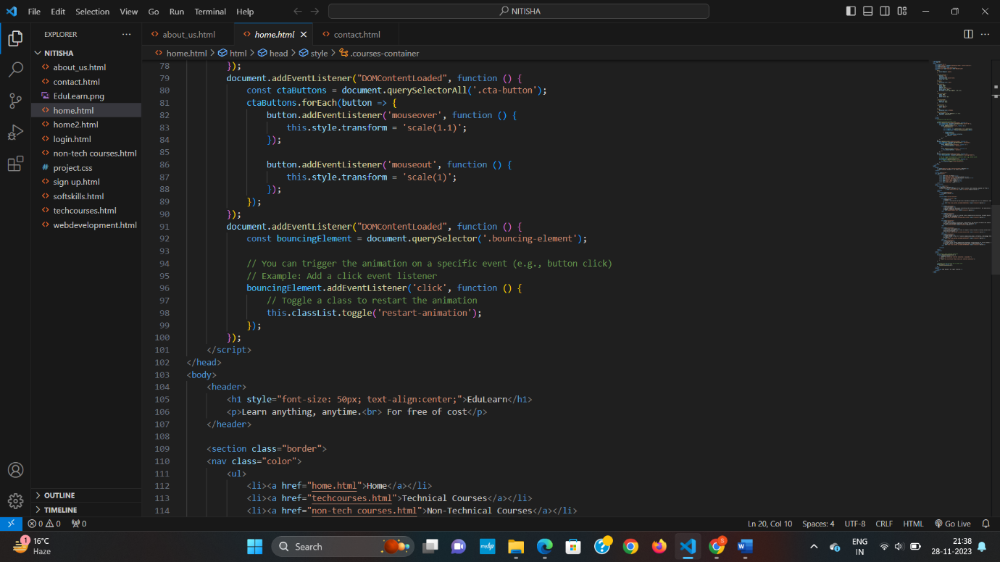 File Edit Selection View Go Run Terminal Help
NITISHA
EXPLORER
about_us.html
home.html
contact.html
NITISHA
about_us.html
contact.html
EduLearn.png
home.html
home2.html
login.html
non-tech courses.html
# project.css
sign up.html
softskills.html
techcourses.html
webdevelopment.html
OUTLINE
TIMELINE
home.html > html > head > style > .courses-container
78 });
79 document.addEventListener("DOMContentLoaded", function () {
80 const ctaButtons = document.querySelectorAll('.cta-button');
81 ctaButtons.forEach(button => {
82 button.addEventListener('mouseover', function () {
83 this.style.transform = 'scale(1.1)';
84 });
85
86 button.addEventListener('mouseout', function () {
87 this.style.transform = 'scale(1)';
88 });
89 });
90 });
91 document.addEventListener("DOMContentLoaded", function () {
92 const bouncingElement = document.querySelector('.bouncing-element');
93
94 // You can trigger the animation on a specific event (e.g., button click)
95 // Example: Add a click event listener
96 bouncingElement.addEventListener('click', function () {
97 // Toggle a class to restart the animation
98 this.classList.toggle('restart-animation');
99 });
100 });
101 </script>
102 </head>
103 <body>
104 <header>
105 <h1 style="font-size: 50px; text-align:center;">EduLearn</h1>
106 <p>Learn anything, anytime.<br> For free of cost</p>
107 </header>
108
109 <section class="border">
110 <nav class="color">
111 <ul>
112 <li><a href="home.html">Home</a></li>
113 <li><a href="techcourses.html">Technical Courses</a></li>
114 <li><a href="non-tech courses.html">Non-Technical Courses</a></li>
0 0 0
Ln 20, Col 10 Spaces: 4 UTF-8 CRLF HTML Go Live
1
16°C
Haze
Search
myhp
S
W
ENG
IN
21:38
28-11-2023